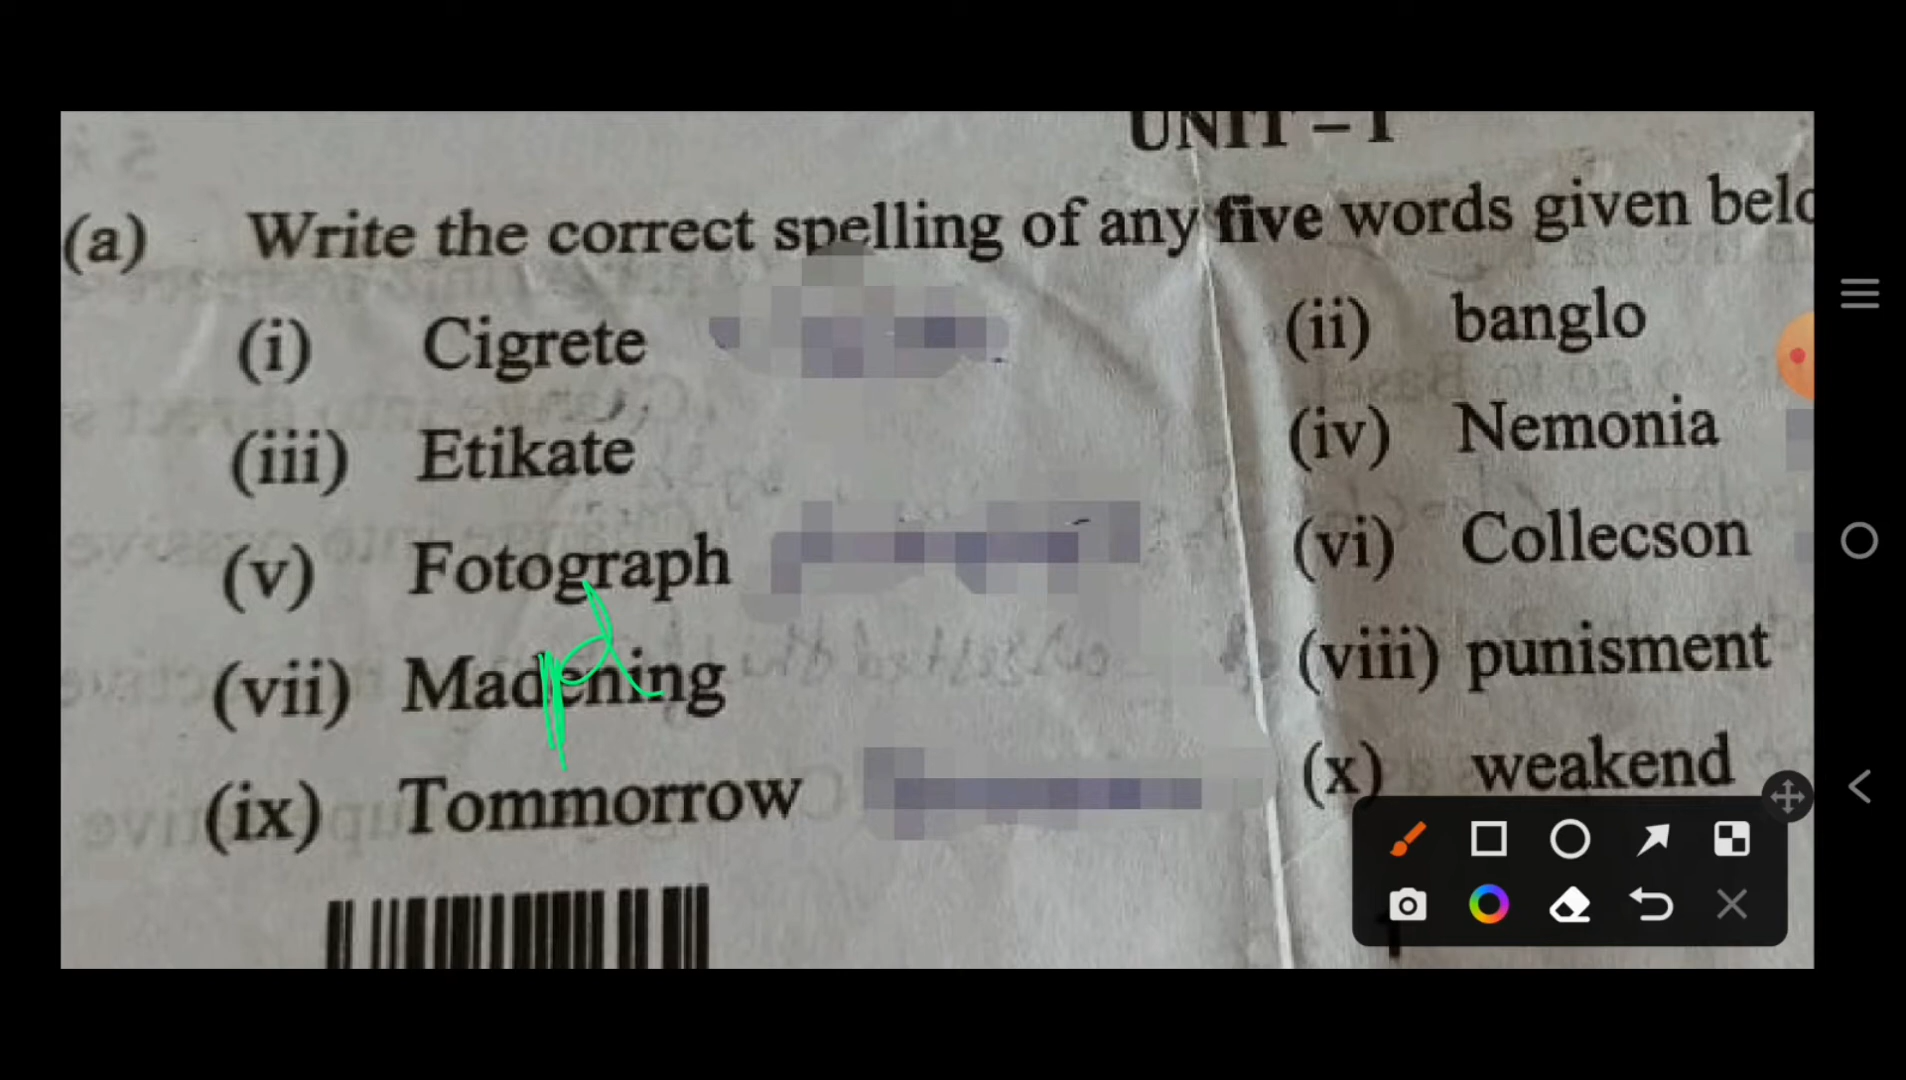 UNIT – 1
(a) Write the correct spelling of any five words given belo
(i) Cigrete (ii) banglo
(iii) Etikate (iv) Nemonia
(v) Fotograph (vi) Collecson
(vii) Madening (viii) punisment
(ix) Tommorrow (x) weakend